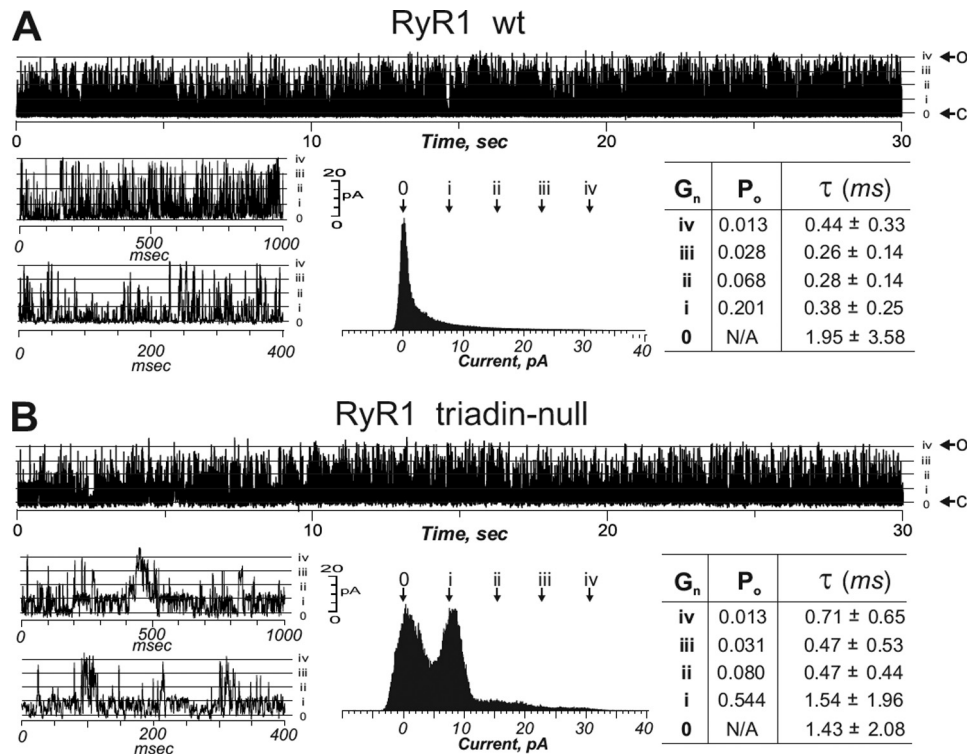 A
RyR1 wt
iv O
iii
ii
i
0 C
0 10 20 30
Time, sec
iv
iii
ii
i
0
0 500 1000
msec
iv
iii
ii
i
0
0 200 400
msec
20
pA
0
0 i ii iii iv
0 10 20 30 40
Current, pA
Gn Po τ (ms)
iv 0.013 0.44 ± 0.33
iii 0.028 0.26 ± 0.14
ii 0.068 0.28 ± 0.14
i 0.201 0.38 ± 0.25
0 N/A 1.95 ± 3.58
B
RyR1 triadin-null
iv O
iii
ii
i
0 C
0 10 20 30
Time, sec
iv
iii
ii
i
0
0 500 1000
msec
iv
iii
ii
i
0
0 200 400
msec
20
pA
0
0 i ii iii iv
0 10 20 30 40
Current, pA
Gn Po τ (ms)
iv 0.013 0.71 ± 0.65
iii 0.031 0.47 ± 0.53
ii 0.080 0.47 ± 0.44
i 0.544 1.54 ± 1.96
0 N/A 1.43 ± 2.08